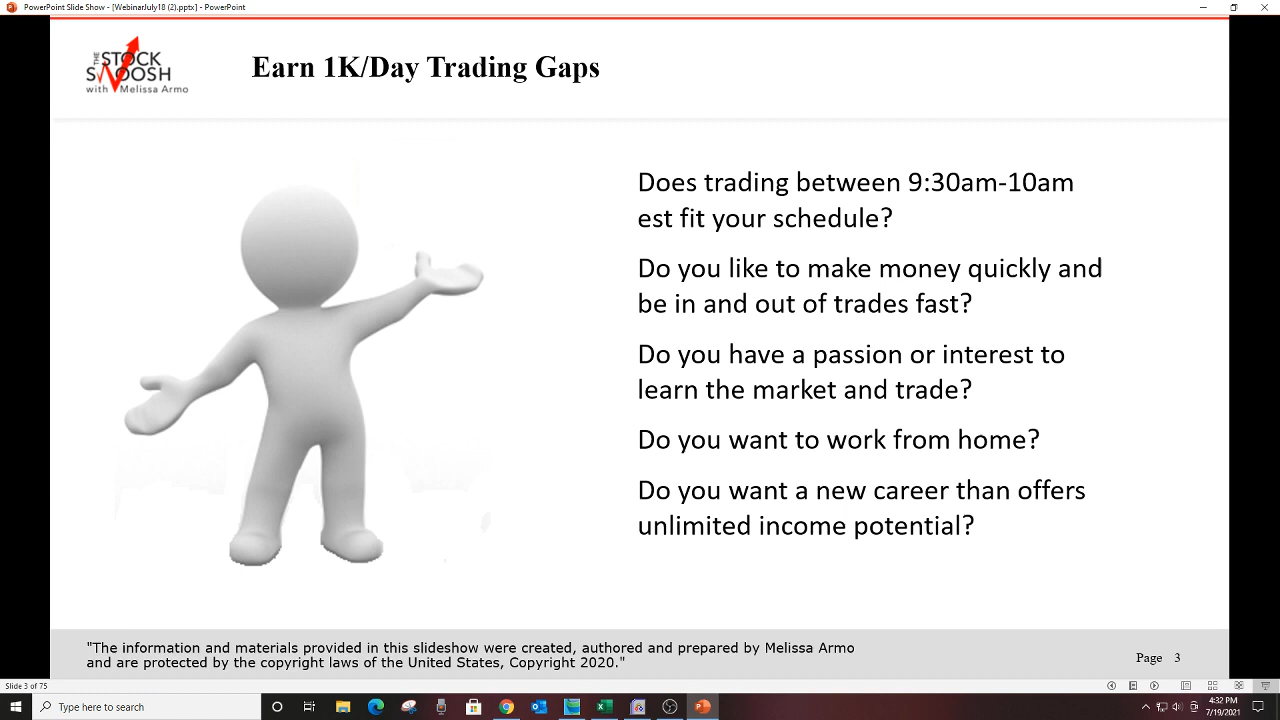 PowerPoint Slide Show - [WebinarJuly18 (2).pptx] - PowerPoint
THE
STOCK
SWOOSH
with Melissa Armo
Earn 1K/Day Trading Gaps
Does trading between 9:30am-10am
est fit your schedule?
Do you like to make money quickly and
be in and out of trades fast?
Do you have a passion or interest to
learn the market and trade?
Do you want to work from home?
Do you want a new career than offers
unlimited income potential?
"The information and materials provided in this slideshow were created, authored and prepared by Melissa Armo
and are protected by the copyright laws of the United States, Copyright 2020."
Page 3
Slide 3 of 75
Type here to search
4:32 PM
7/19/2021